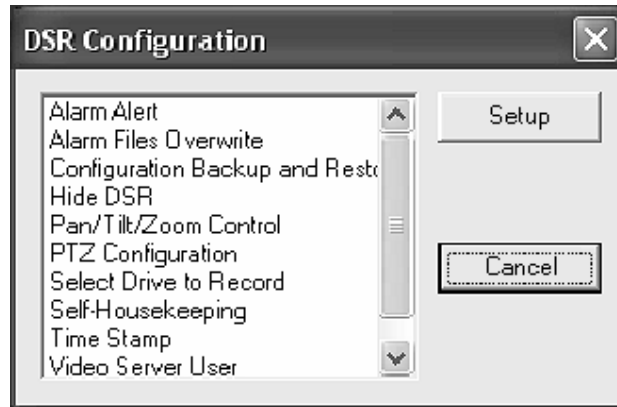 DSR Configuration
Alarm Alert
Alarm Files Overwrite
Configuration Backup and Resto
Hide DSR
Pan/Tilt/Zoom Control
PTZ Configuration
Select Drive to Record
Self-Housekeeping
Time Stamp
Video Server User
Setup
Cancel